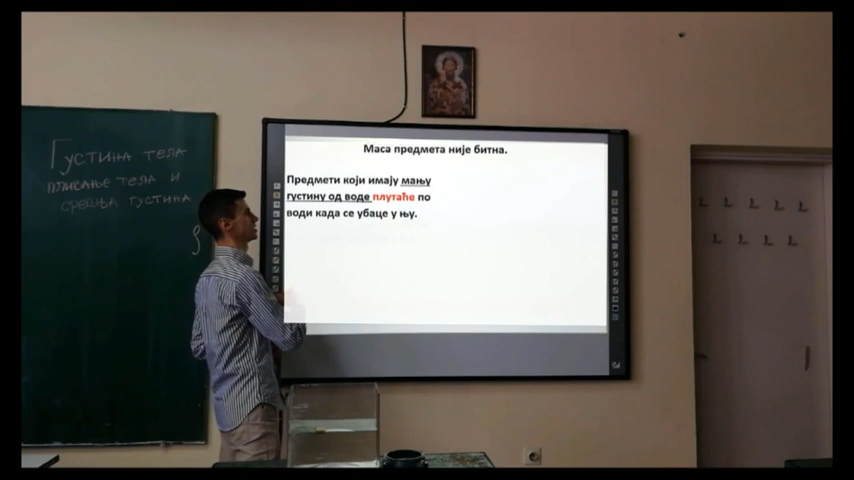 Густина тела
пливање тела и
средња густина
ρ
Маса предмета није битна.
Предмети који имају мању
густину од воде плутаће по
води када се убаце у њу.